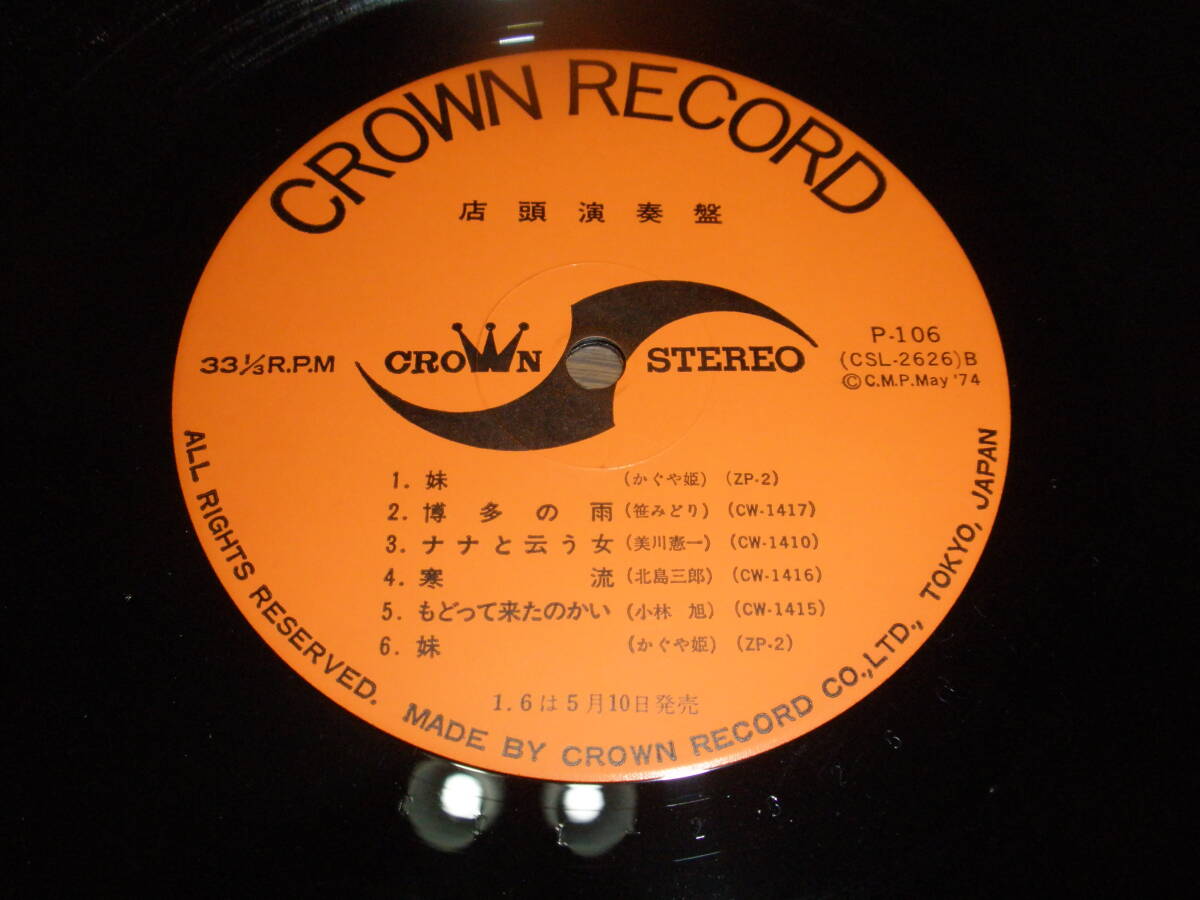 CROWN RECORD
店頭演奏盤
33 1/3 R.P.M
CROWN
STEREO
P-106
(CSL-2626)B
©C.M.P.May '74
1. 妹 (かぐや姫) (ZP-2)
2. 博多の雨 (笹みどり) (CW-1417)
3. ナナと云う女 (美川憲一) (CW-1410)
4. 寒流 (北島三郎) (CW-1416)
5. もどって来たのかい (小林 旭) (CW-1415)
6. 妹 (かぐや姫) (ZP-2)
1.6は5月10日発売
ALL RIGHTS RESERVED. MADE BY CROWN RECORD CO.,LTD., TOKYO, JAPAN